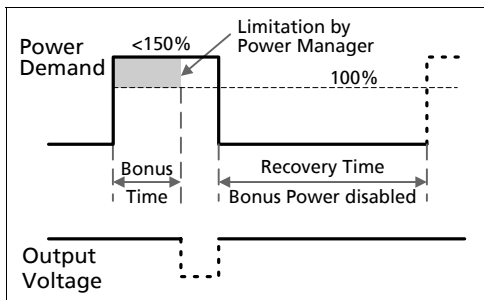 Power
Demand
<150%
Limitation by
Power Manager
100%
Bonus
Time
Recovery Time
Bonus Power disabled
Output
Voltage